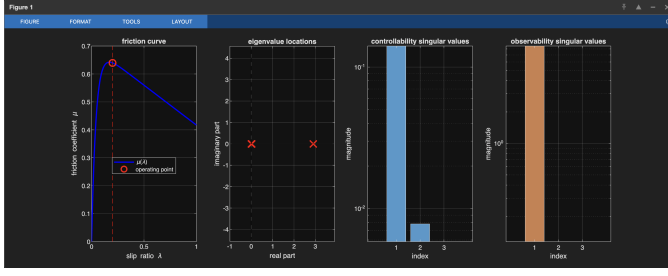 Figure 1
FIGURE FORMAT TOOLS LAYOUT
friction curve
friction coefficient μ
0.7
0.6
0.5
0.4
0.3
0.2
0.1
0
μ(λ)
operating point
0 0.5 1
slip ratio λ
eigenvalue locations
imaginary part
4
3
2
1
0
-1
-2
-3
-4
-1 0 1 2 3
real part
controllability singular values
magnitude
10⁻¹
10⁻²
1 2 3
index
observability singular values
magnitude
10⁰
1 2 3
index